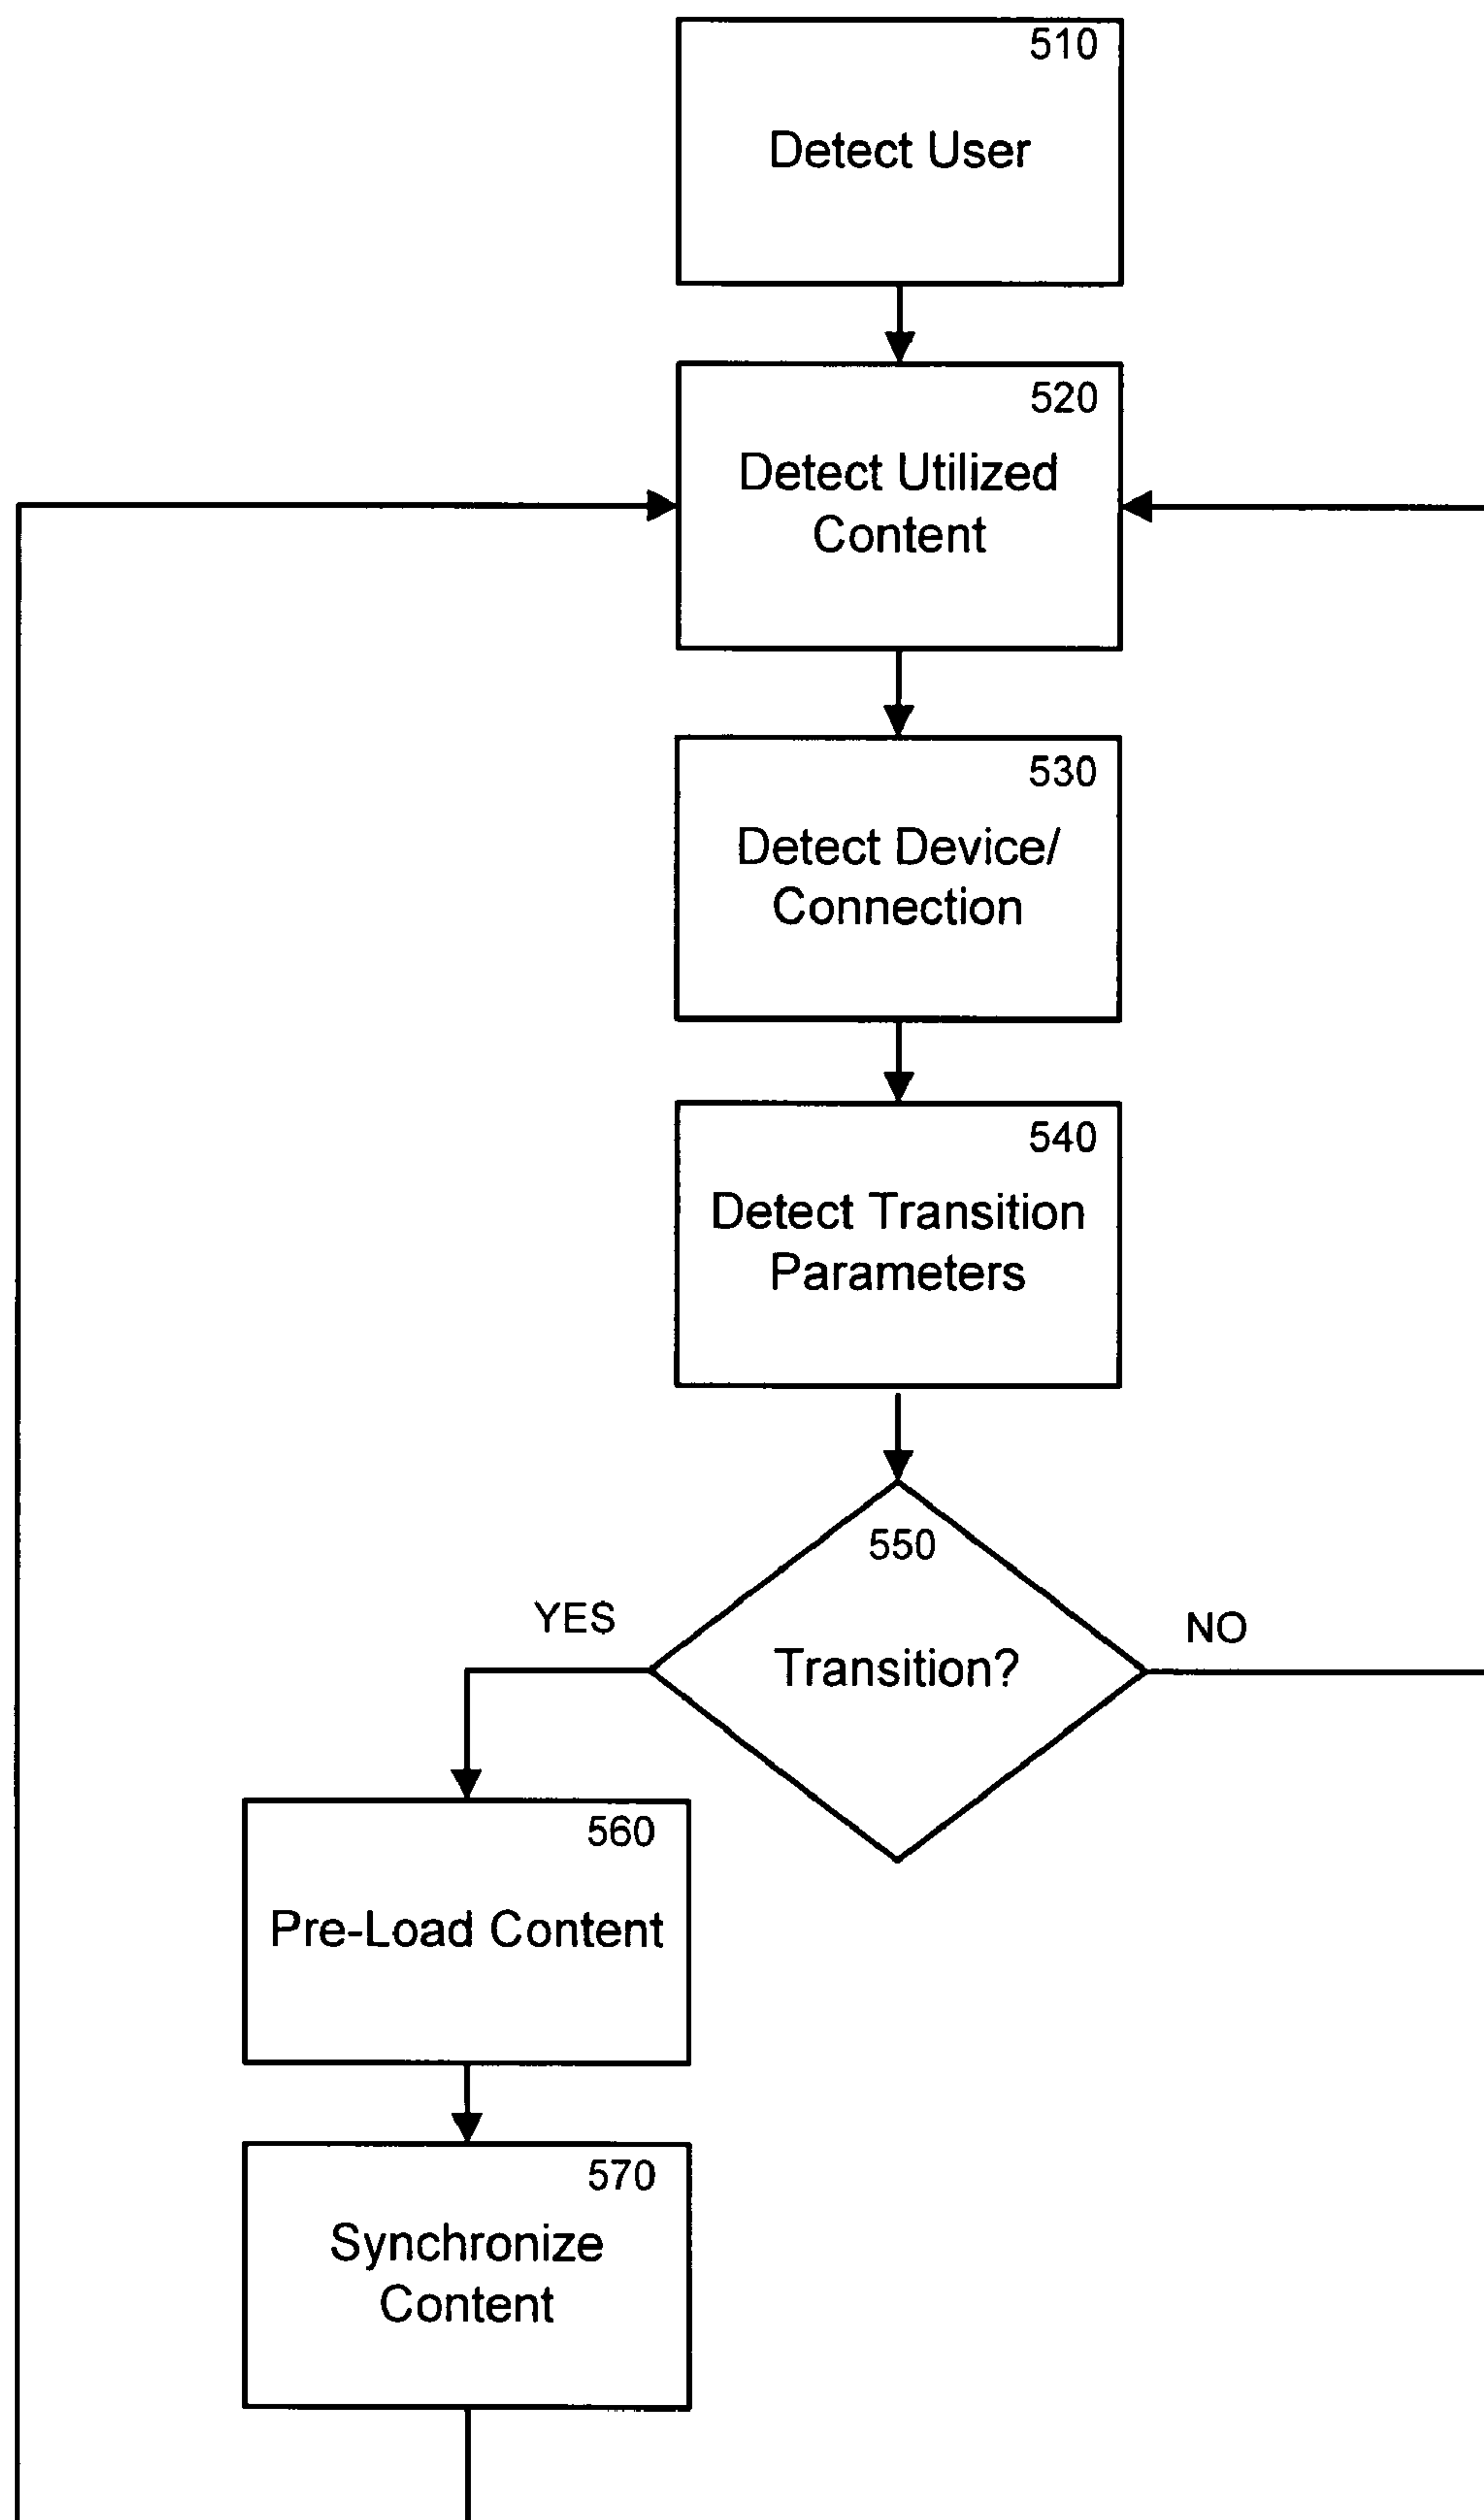 510
Detect User
520
Detect Utilized
Content
530
Detect Device/
Connection
540
Detect Transition
Parameters
550
YES
NO
Transition?
560
Pre-Load Content
570
Synchronize
Content